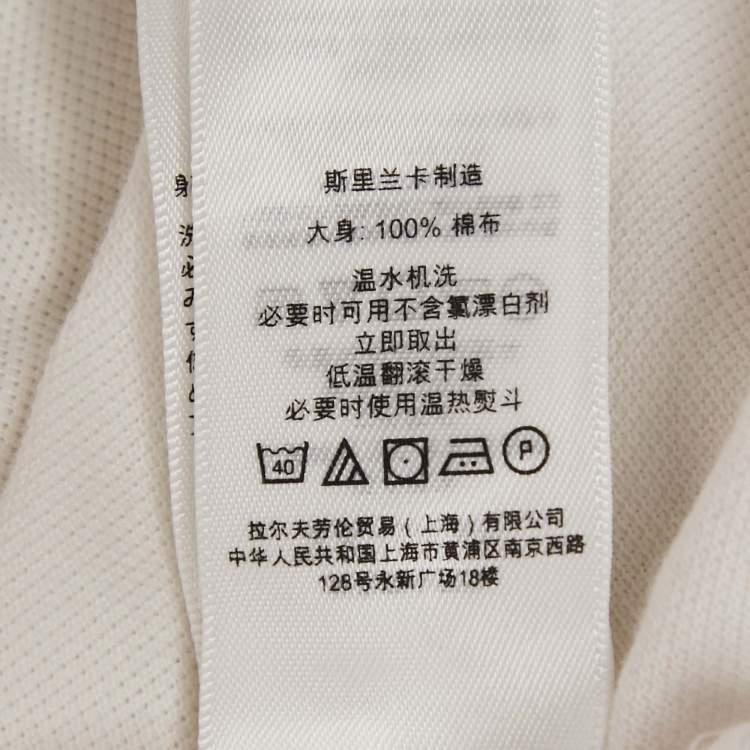 斯里兰卡制造
大身: 100% 棉布
温水机洗
必要时可用不含氯漂白剂
立即取出
低温翻滚干燥
必要时使用温热熨斗
40
P
拉尔夫劳伦贸易（上海）有限公司
中华人民共和国上海市黄浦区南京西路
128号永新广场18楼